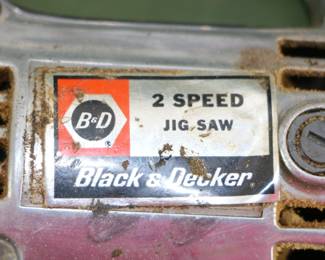 B&D
2 SPEED
JIG SAW
Black & Decker